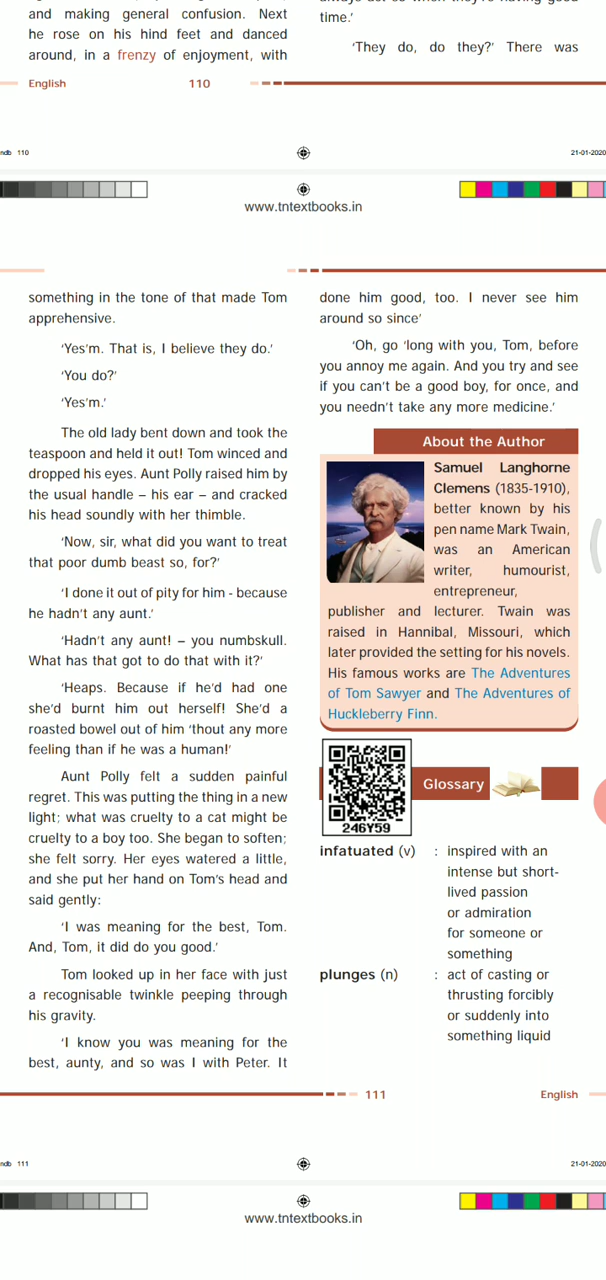 and making general confusion. Next
he rose on his hind feet and danced
around, in a frenzy of enjoyment, with
time.'
'They do, do they?' There was
English 110
ndb 110
21-01-2020
www.tntextbooks.in
something in the tone of that made Tom
apprehensive.
'Yes'm. That is, I believe they do.'
'You do?'
'Yes'm.'
The old lady bent down and took the
teaspoon and held it out! Tom winced and
dropped his eyes. Aunt Polly raised him by
the usual handle – his ear – and cracked
his head soundly with her thimble.
'Now, sir, what did you want to treat
that poor dumb beast so, for?'
'I done it out of pity for him - because
he hadn't any aunt.'
'Hadn't any aunt! – you numbskull.
What has that got to do that with it?'
'Heaps. Because if he'd had one
she'd burnt him out herself! She'd a
roasted bowel out of him 'thout any more
feeling than if he was a human!'
Aunt Polly felt a sudden painful
regret. This was putting the thing in a new
light; what was cruelty to a cat might be
cruelty to a boy too. She began to soften;
she felt sorry. Her eyes watered a little,
and she put her hand on Tom's head and
said gently:
'I was meaning for the best, Tom.
And, Tom, it did do you good.'
Tom looked up in her face with just
a recognisable twinkle peeping through
his gravity.
'I know you was meaning for the
best, aunty, and so was I with Peter. It
done him good, too. I never see him
around so since'
'Oh, go 'long with you, Tom, before
you annoy me again. And you try and see
if you can't be a good boy, for once, and
you needn't take any more medicine.'
About the Author
Samuel Langhorne
Clemens (1835-1910),
better known by his
pen name Mark Twain,
was an American
writer, humourist,
entrepreneur,
publisher and lecturer. Twain was
raised in Hannibal, Missouri, which
later provided the setting for his novels.
His famous works are The Adventures
of Tom Sawyer and The Adventures of
Huckleberry Finn.
246Y59
Glossary
infatuated (v) : inspired with an
intense but short-
lived passion
or admiration
for someone or
something
plunges (n) : act of casting or
thrusting forcibly
or suddenly into
something liquid
111 English
ndb 111
21-01-2020
www.tntextbooks.in